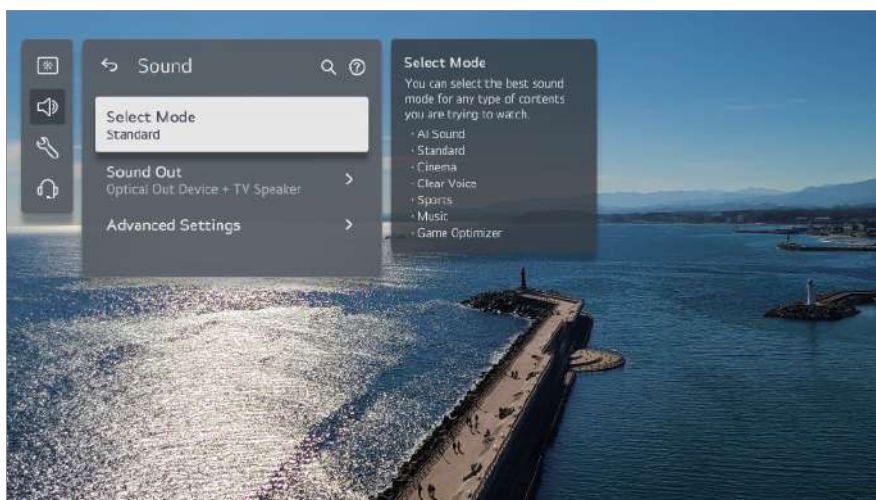 Sound
Select Mode
Standard
Sound Out
Optical Out Device + TV Speaker
Advanced Settings
Select Mode
You can select the best sound
mode for any type of contents
you are trying to watch.
· AI Sound
· Standard
· Cinema
· Clear Voice
· Sports
· Music
· Game Optimizer